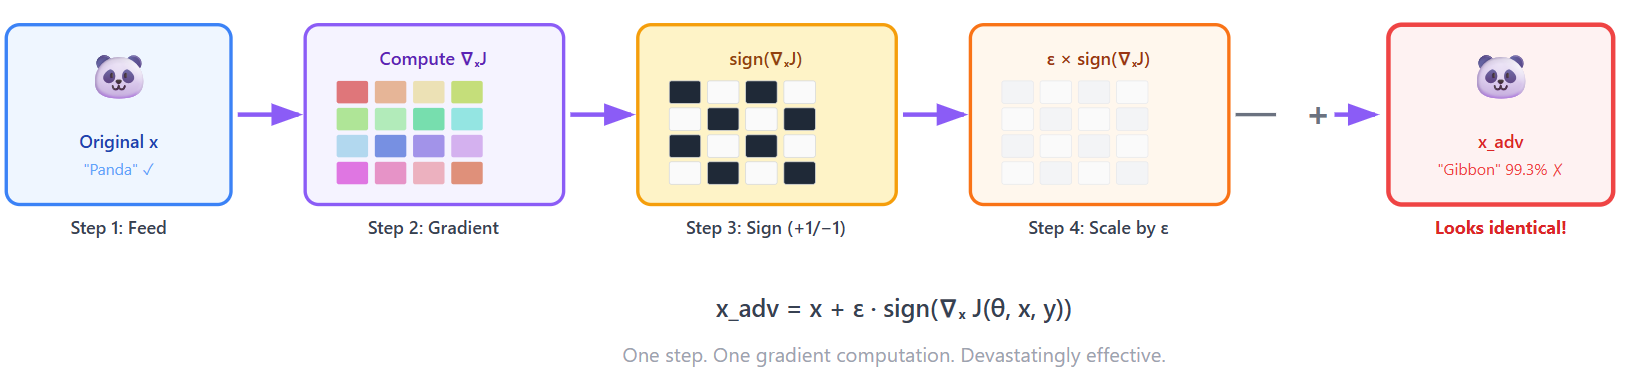 Original x
"Panda" ✓
Step 1: Feed
Compute ∇ₓJ
Step 2: Gradient
sign(∇ₓJ)
Step 3: Sign (+1/−1)
ε × sign(∇ₓJ)
Step 4: Scale by ε
+
x_adv
"Gibbon" 99.3% ✗
Looks identical!
x_adv = x + ε · sign(∇ₓ J(θ, x, y))
One step. One gradient computation. Devastatingly effective.